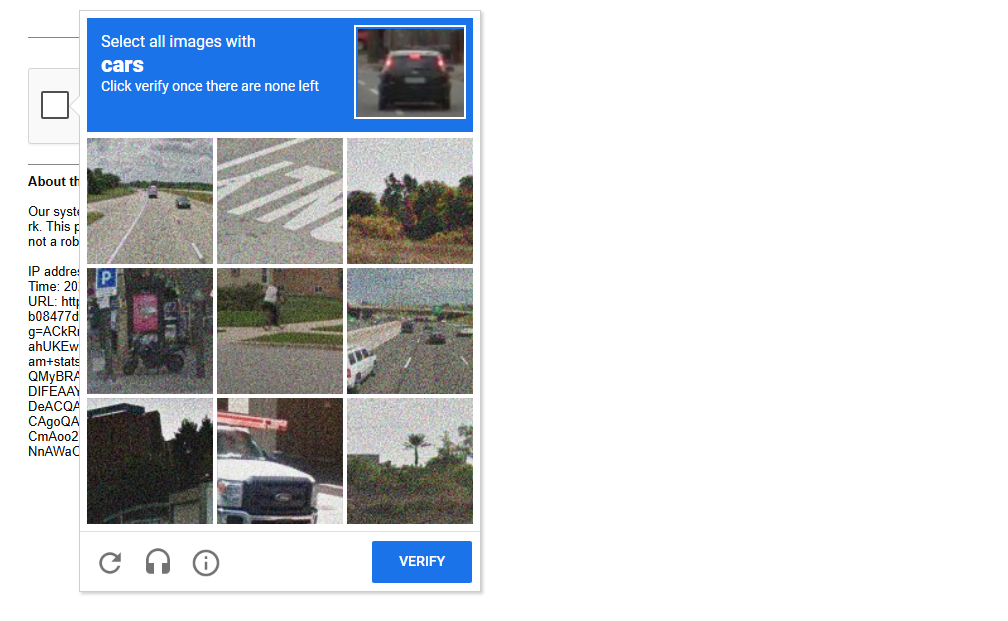 Select all images with
cars
Click verify once there are none left
About th
Our syste
rk. This p
not a rob
IP addres
Time: 20
URL: http
b08477d
g=ACkR
ahUKEw
am+stats
QMyBRA
DIFEAAY
DeACQA
CAgoQA
CmAoo2
NnAWaC
P
VERIFY